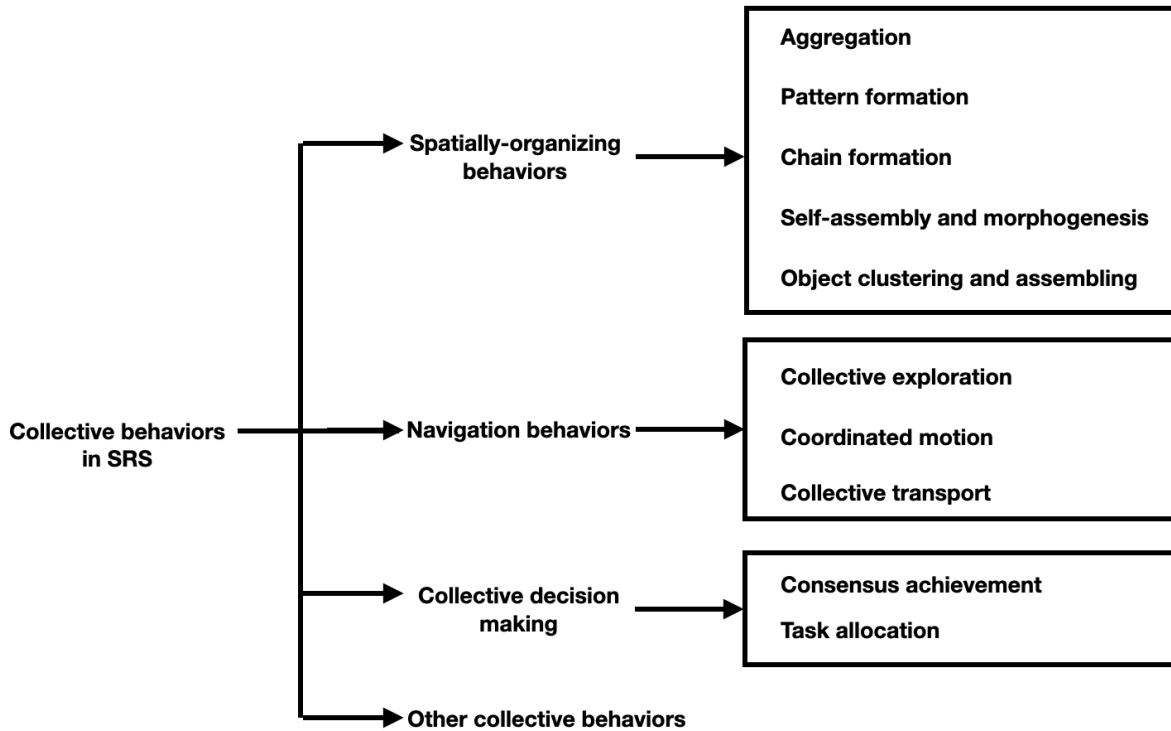 Collective behaviors
in SRS
Spatially-organizing
behaviors
Aggregation
Pattern formation
Chain formation
Self-assembly and morphogenesis
Object clustering and assembling
Navigation behaviors
Collective exploration
Coordinated motion
Collective transport
Collective decision
making
Consensus achievement
Task allocation
Other collective behaviors